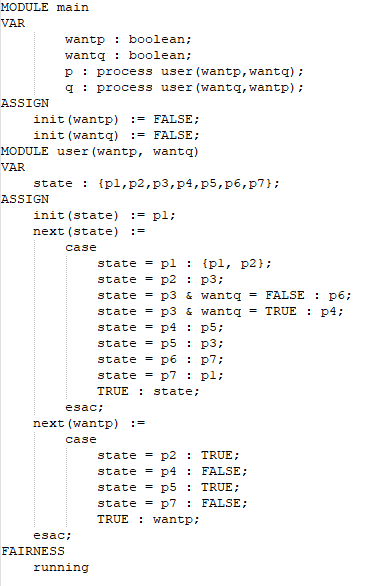 MODULE main
VAR
        wantp : boolean;
        wantq : boolean;
        p : process user(wantp,wantq);
        q : process user(wantq,wantp);
ASSIGN
    init(wantp) := FALSE;
    init(wantq) := FALSE;
MODULE user(wantp, wantq)
VAR
    state : {p1,p2,p3,p4,p5,p6,p7};
ASSIGN
    init(state) := p1;
    next(state) :=
        case
            state = p1 : {p1, p2};
            state = p2 : p3;
            state = p3 & wantq = FALSE : p6;
            state = p3 & wantq = TRUE : p4;
            state = p4 : p5;
            state = p5 : p3;
            state = p6 : p7;
            state = p7 : p1;
            TRUE : state;
        esac;
    next(wantp) :=
        case
            state = p2 : TRUE;
            state = p4 : FALSE;
            state = p5 : TRUE;
            state = p7 : FALSE;
            TRUE : wantp;
    esac;
FAIRNESS
    running